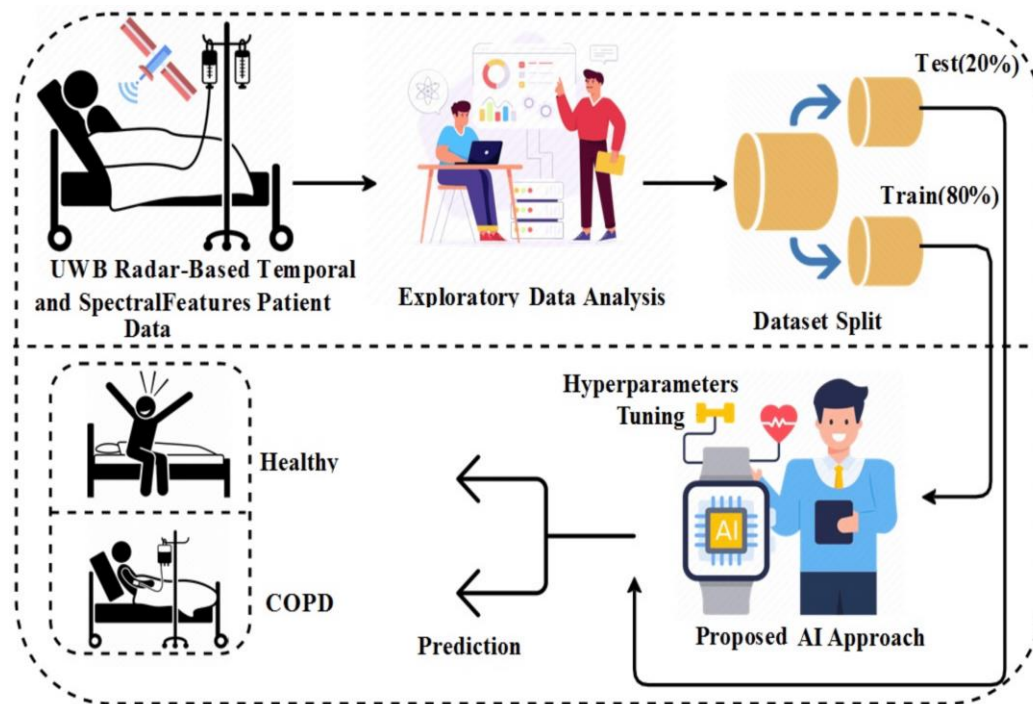 UWB Radar-Based Temporal
and SpectralFeatures Patient
Data
Exploratory Data Analysis
Test(20%)
Train(80%)
Dataset Split
Hyperparameters
Tuning
AI
Proposed AI Approach
Prediction
Healthy
COPD